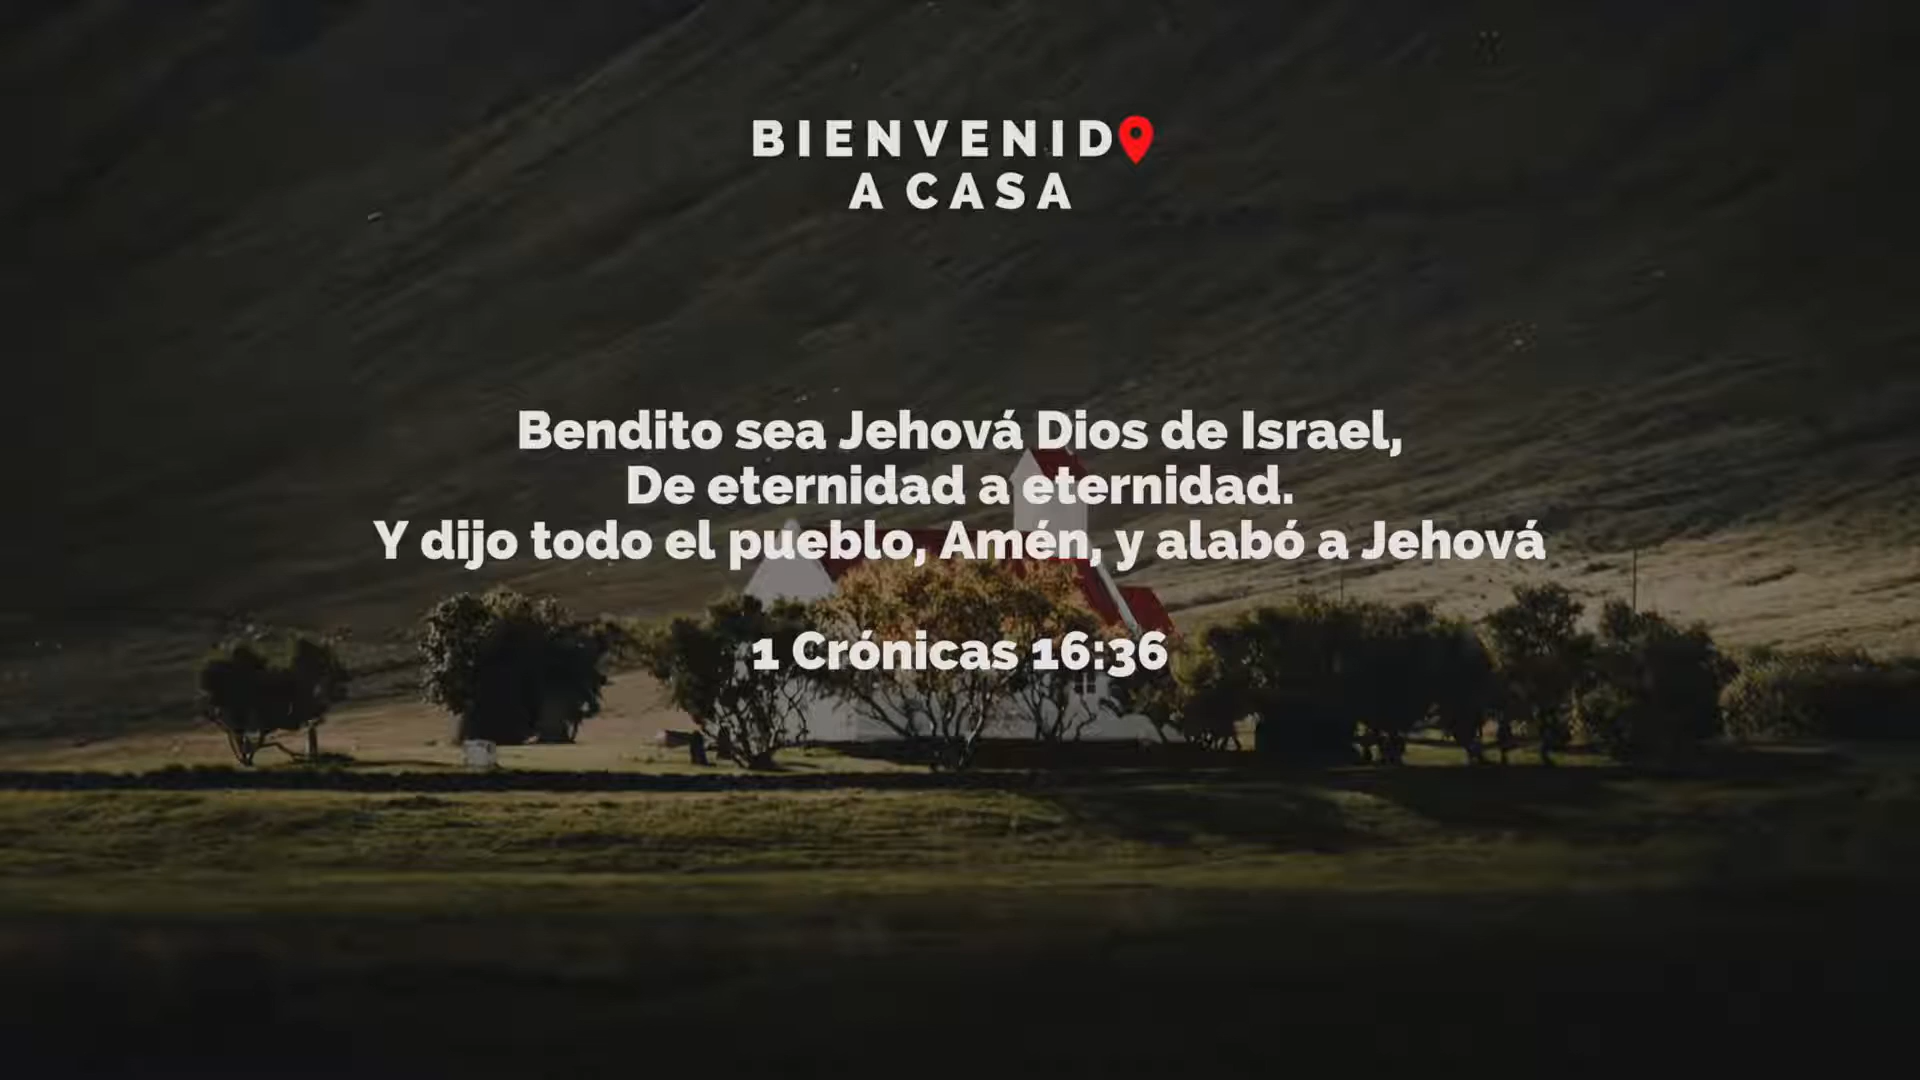 BIENVENID
A CASA
Bendito sea Jehová Dios de Israel,
De eternidad a eternidad.
Y dijo todo el pueblo, Amén, y alabó a Jehová
1 Crónicas 16:36